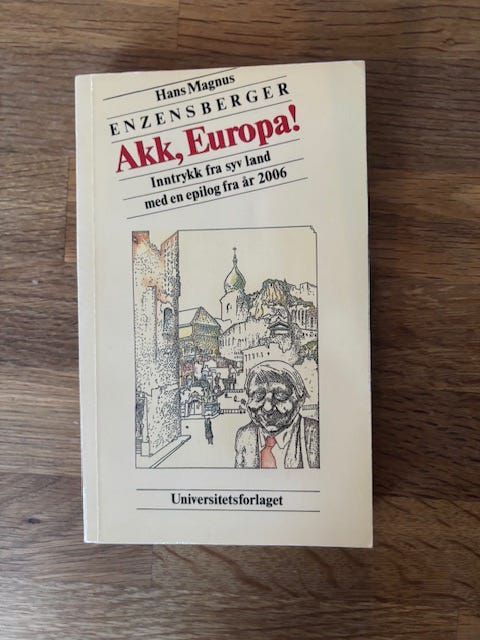 Hans Magnus
ENZENSBERGER
Akk, Europa!
Inntrykk fra syv land
med en epilog fra år 2006
Universitetsforlaget